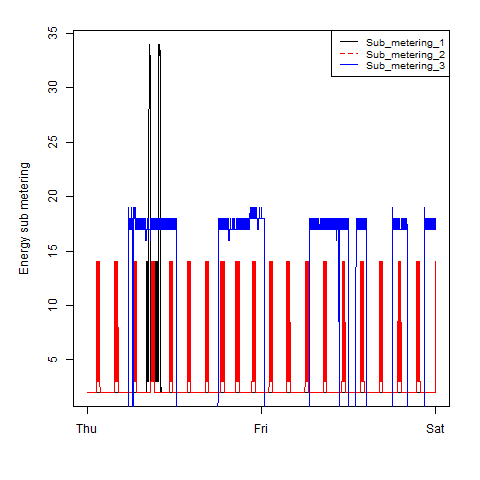 Sub_metering_1
Sub_metering_2
Sub_metering_3
Energy sub metering
35
30
25
20
15
10
5
Thu Fri Sat